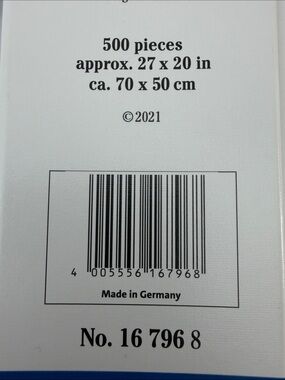 500 pieces
approx. 27 x 20 in
ca. 70 x 50 cm
©2021
4 005556 167968
Made in Germany
No. 16 796 8